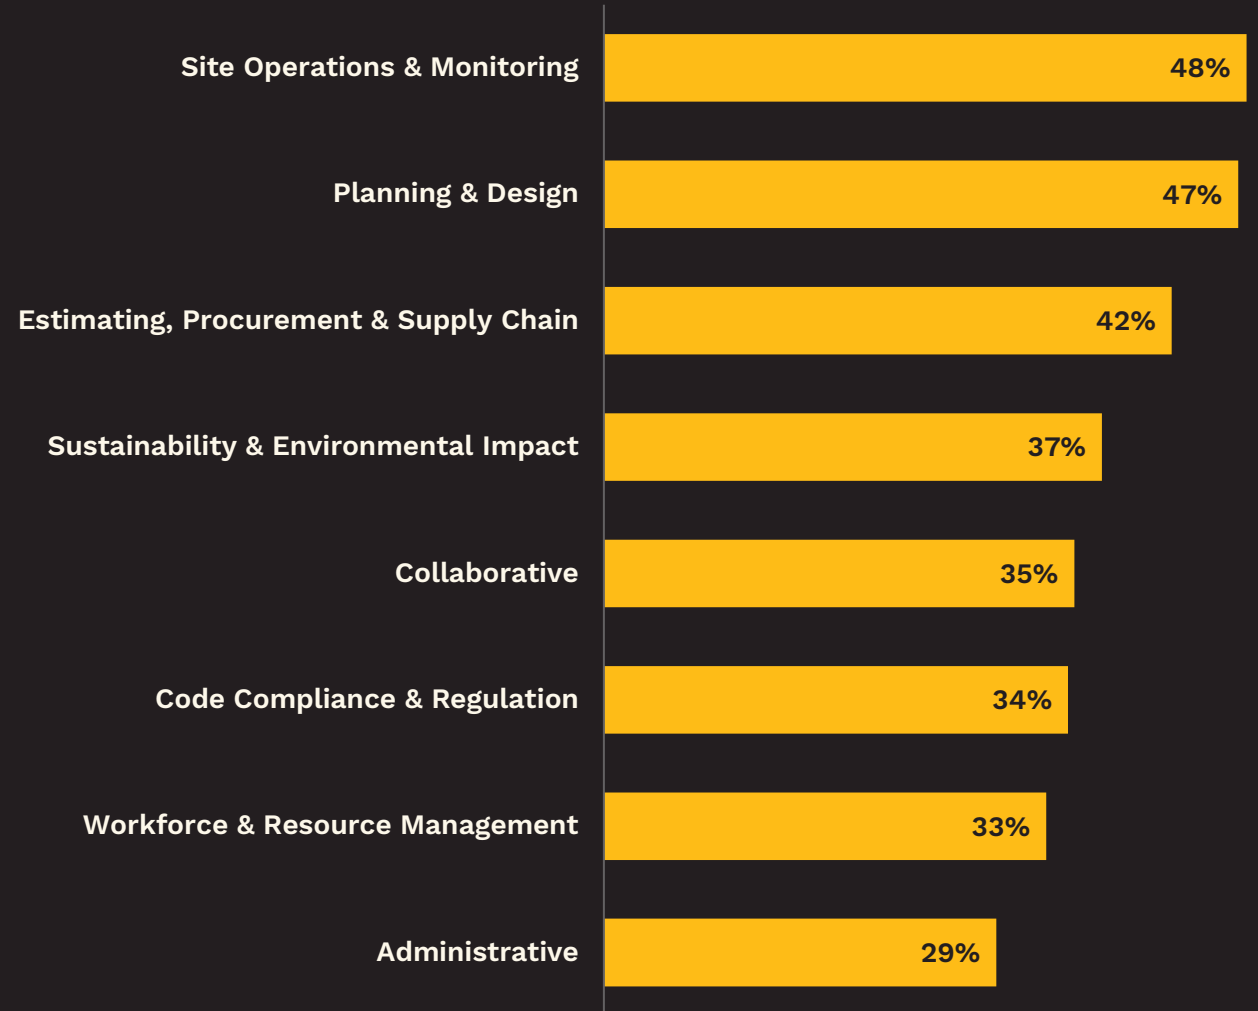 Site Operations & Monitoring 48%
Planning & Design 47%
Estimating, Procurement & Supply Chain 42%
Sustainability & Environmental Impact 37%
Collaborative 35%
Code Compliance & Regulation 34%
Workforce & Resource Management 33%
Administrative 29%